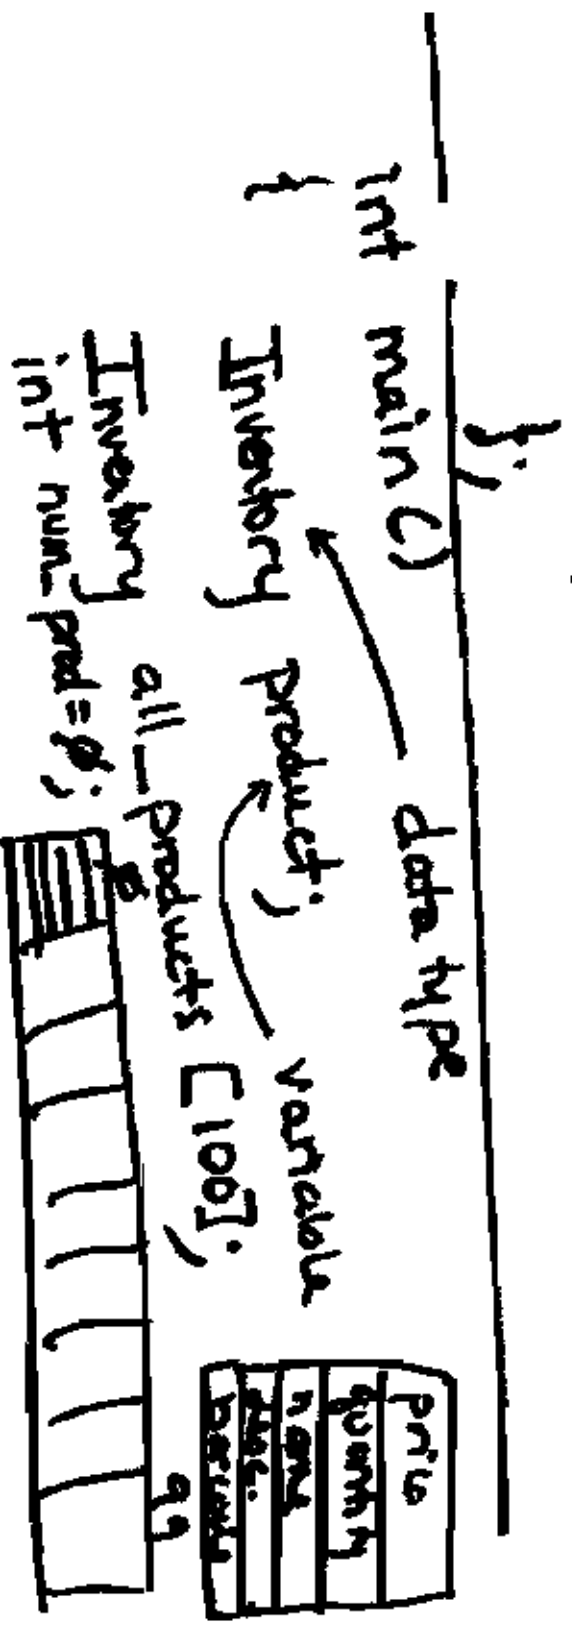 };
int main()
{
data type
Inventory product;
variable
Inventory all_products [100];
int num_prod = 0;
0
99
price
quantity
name
desc.
barcode